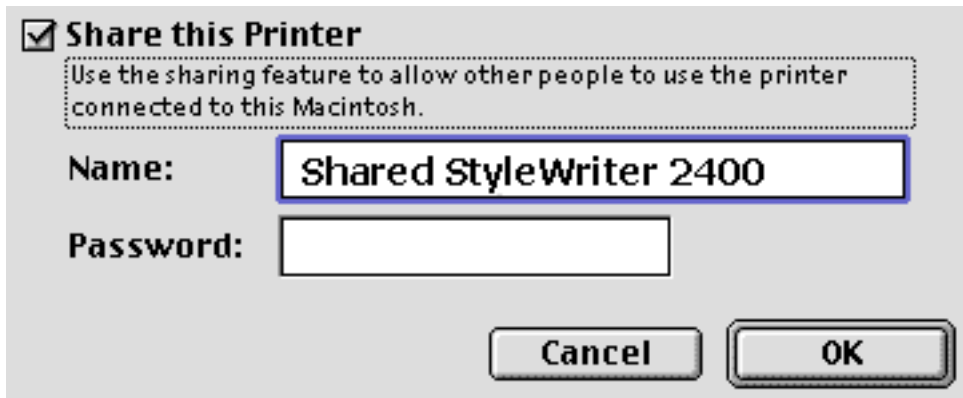 Share this Printer
Use the sharing feature to allow other people to use the printer
connected to this Macintosh.
Name: Shared StyleWriter 2400
Password:
Cancel OK